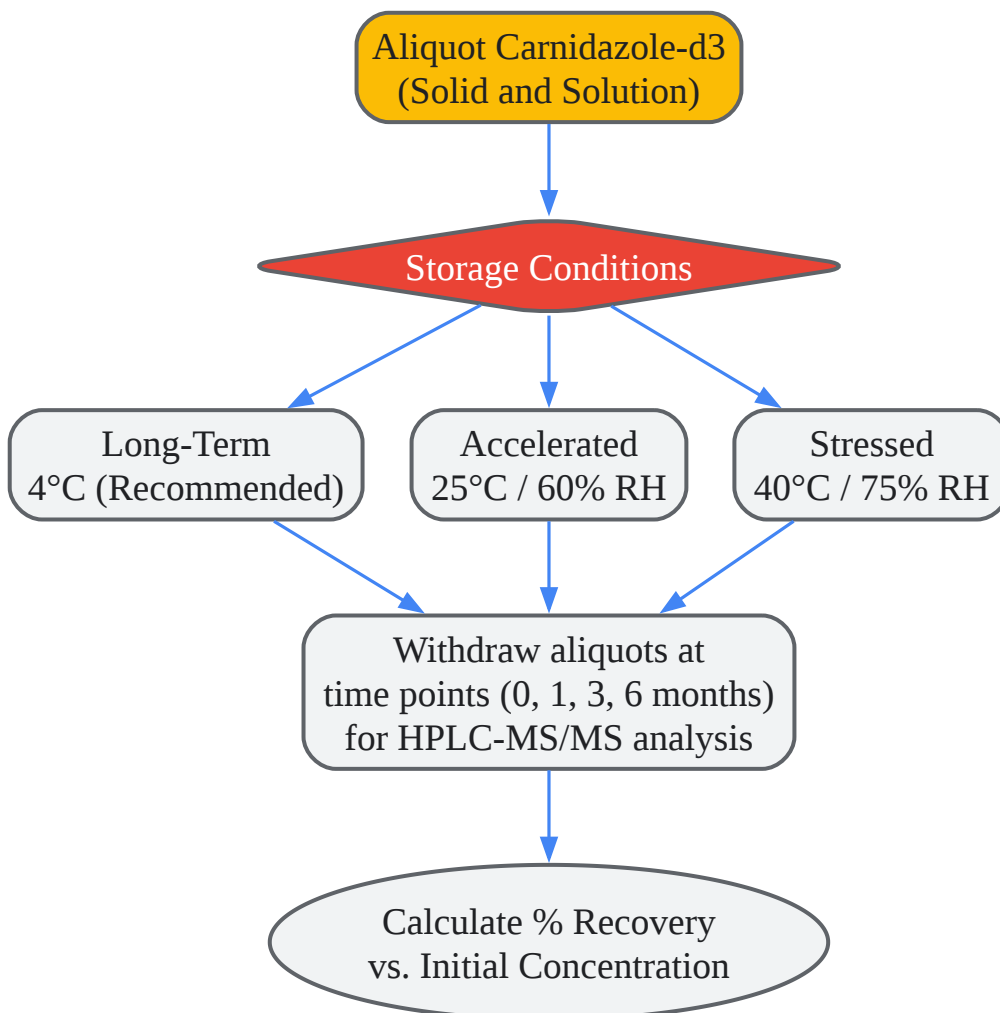 Aliquot Carnidazole-d3
(Solid and Solution)
Storage Conditions
Long-Term
4°C (Recommended)
Accelerated
25°C / 60% RH
Stressed
40°C / 75% RH
Withdraw aliquots at
time points (0, 1, 3, 6 months)
for HPLC-MS/MS analysis
Calculate % Recovery
vs. Initial Concentration